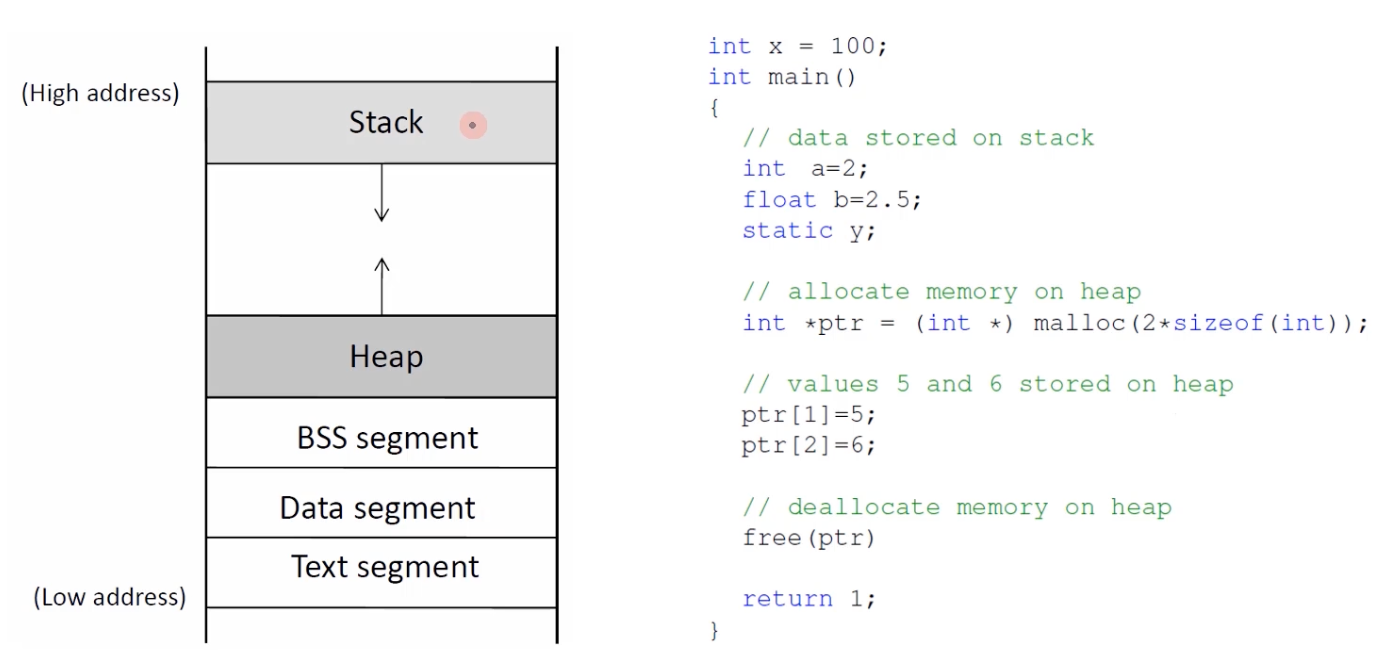 (High address)
Stack
Heap
BSS segment
Data segment
Text segment
(Low address)
int x = 100;
int main()
{
// data stored on stack
int a=2;
float b=2.5;
static y;
// allocate memory on heap
int *ptr = (int *) malloc(2*sizeof(int));
// values 5 and 6 stored on heap
ptr[1]=5;
ptr[2]=6;
// deallocate memory on heap
free(ptr)
return 1;
}